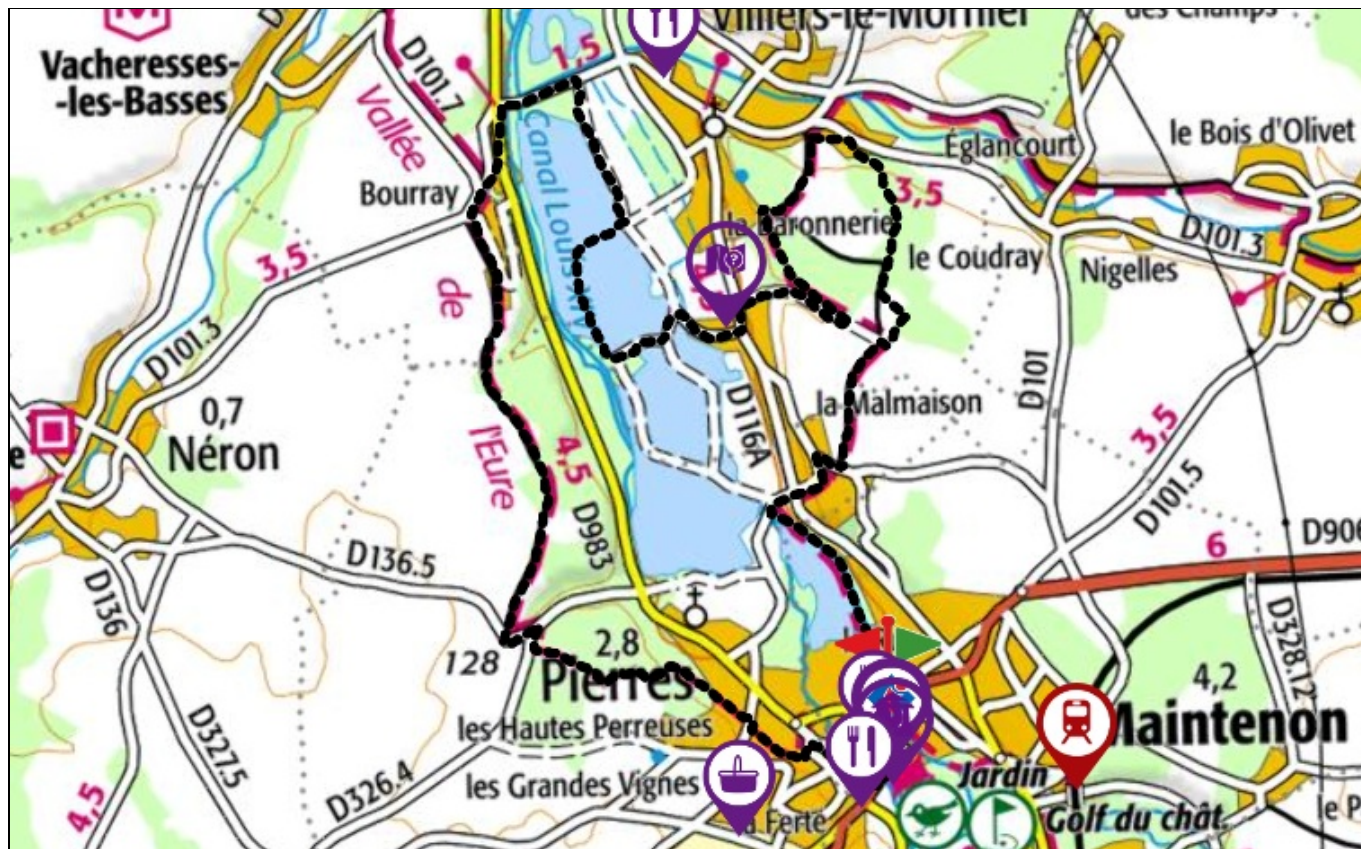 Villiers-le-Morhier
des Champs
Vacheresses-
-les-Basses
D101.7
1,5
Vallée
le Bois d'Olivet
Églancourt
Bourray
3,5
Canal Louis XIV
la Baronnerie
D101.3
le Coudray
Nigelles
3,5
de
D101.3
D101
0,7
Néron
la Malmaison
D116A
3,5
l'Eure
4,5
D983
D101.5
D136.5
6
D906
D136
2,8
128
Pierres
D328.12
4,2
Maintenon
les Hautes Perreuses
D327.5
les Grandes Vignes
Jardin
D326.4
4,5
la Ferté
Golf du chât.
le P